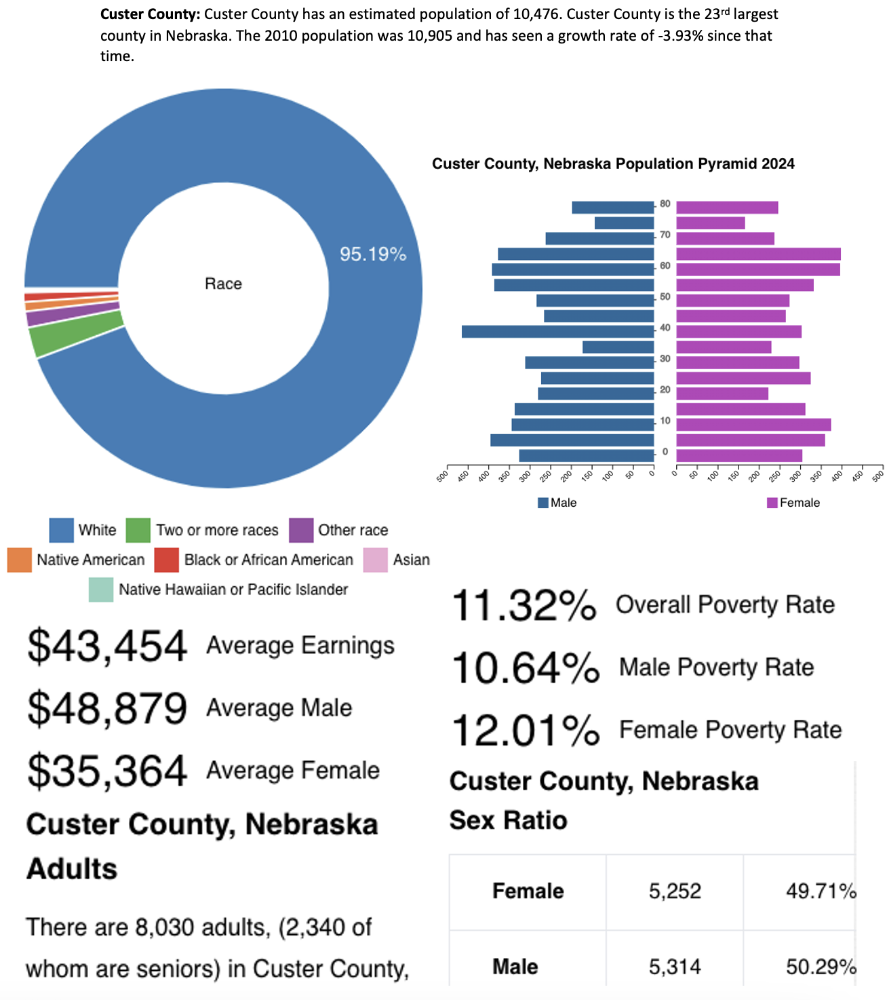 Custer County: Custer County has an estimated population of 10,476. Custer County is the 23rd largest
county in Nebraska. The 2010 population was 10,905 and has seen a growth rate of -3.93% since that
time.
95.19%
Race
White Two or more races Other race
Native American Black or African American Asian
Native Hawaiian or Pacific Islander
Custer County, Nebraska Population Pyramid 2024
80
70
60
50
40
30
20
10
0
500 450 400 350 300 250 200 150 100 50 0 0 50 100 150 200 250 300 350 400 450 500
Male Female
$43,454 Average Earnings
$48,879 Average Male
$35,364 Average Female
Custer County, Nebraska
Adults
There are 8,030 adults, (2,340 of
whom are seniors) in Custer County,
11.32% Overall Poverty Rate
10.64% Male Poverty Rate
12.01% Female Poverty Rate
Custer County, Nebraska
Sex Ratio
Female 5,252 49.71%
Male 5,314 50.29%